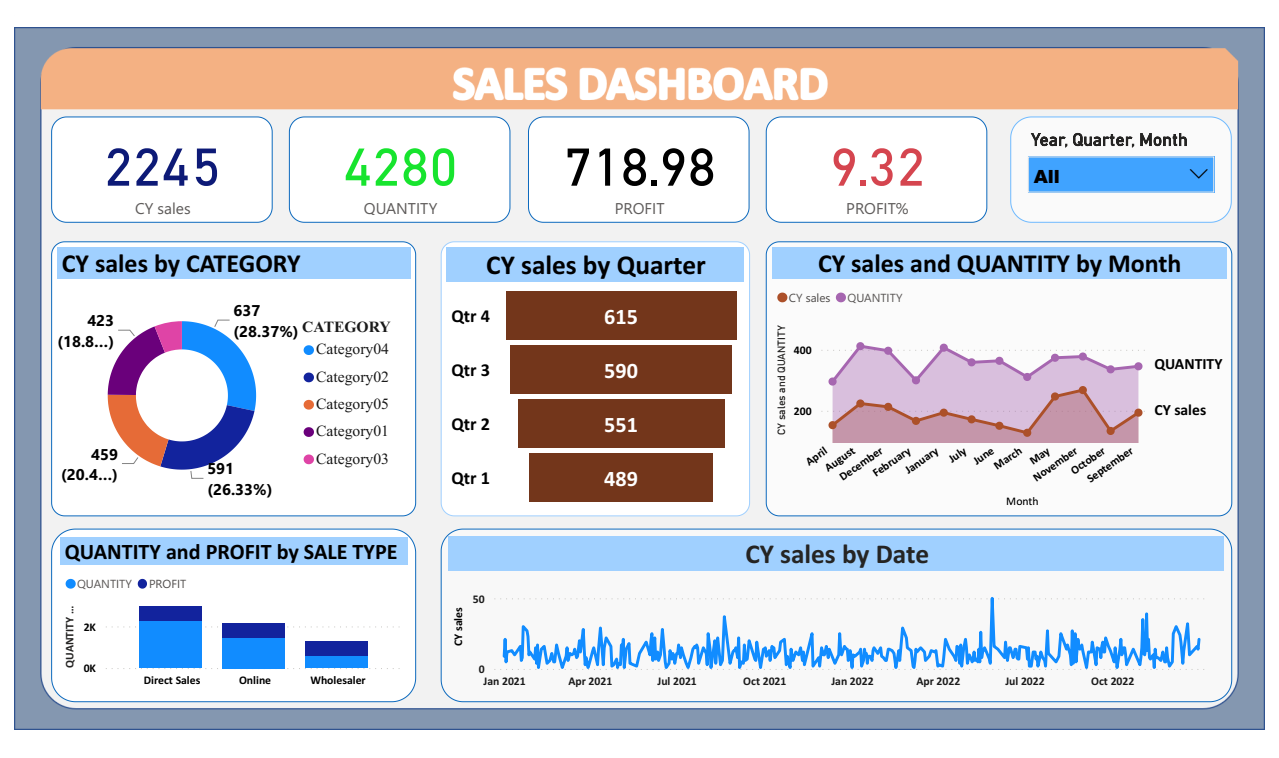 SALES DASHBOARD
2245
CY sales
4280
QUANTITY
718.98
PROFIT
9.32
PROFIT%
Year, Quarter, Month
All
CY sales by CATEGORY
637
(28.37%)
423
(18.8...)
459
(20.4...)
591
(26.33%)
CATEGORY
Category04
Category02
Category05
Category01
Category03
CY sales by Quarter
Qtr 4 615
Qtr 3 590
Qtr 2 551
Qtr 1 489
CY sales and QUANTITY by Month
CY sales QUANTITY
CY sales and QUANTITY
400
200
QUANTITY
CY sales
April August December February January July June March May November October September
Month
QUANTITY and PROFIT by SALE TYPE
QUANTITY PROFIT
QUANTITY ...
2K
0K
Direct Sales Online Wholesaler
CY sales by Date
CY sales
50
0
Jan 2021 Apr 2021 Jul 2021 Oct 2021 Jan 2022 Apr 2022 Jul 2022 Oct 2022